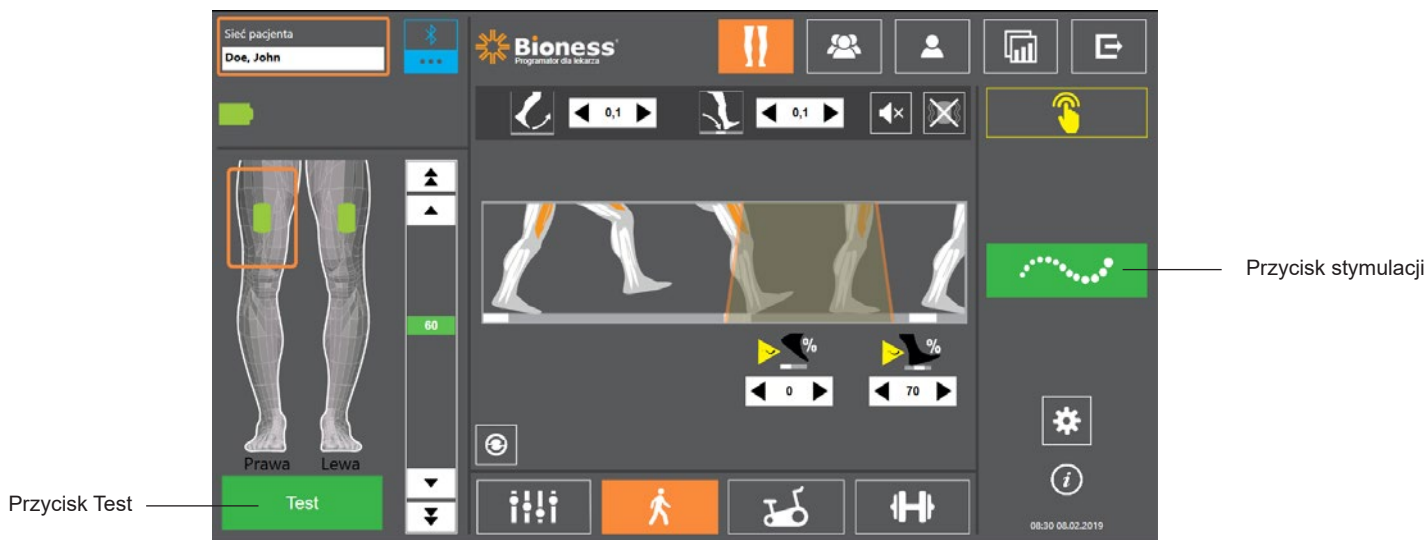 Sieć pacjenta
Doe, John
Bioness
Programator dla lekarza
0,1
0,1
60
%
%
0
70
Prawa Lewa
Test
08:30 08.02.2019
Przycisk stymulacji
Przycisk Test